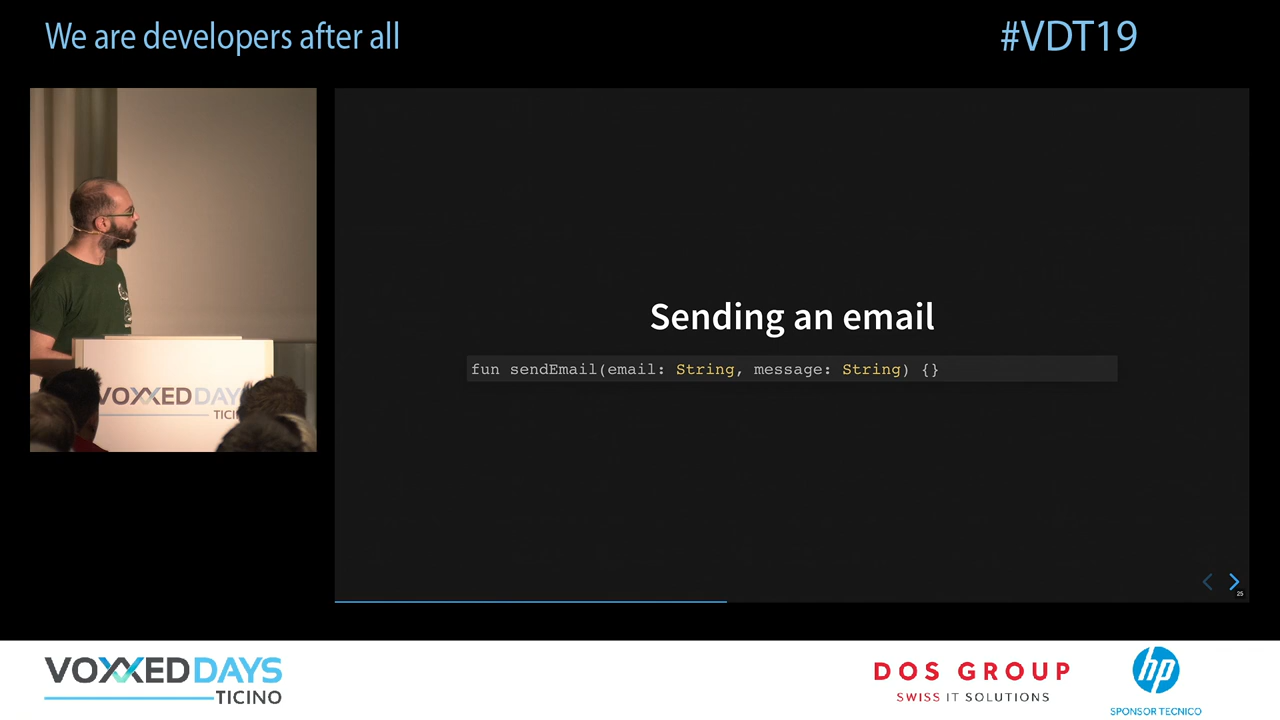 We are developers after all
#VDT19
Sending an email
fun sendEmail(email: String, message: String) {}
25
VOXXED DAY
TICI
VOXXED DAYS
TICINO
DOS GROUP
SWISS IT SOLUTIONS
hp
SPONSOR TECNICO